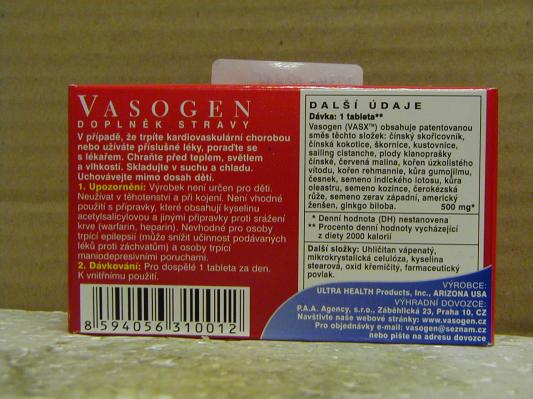 VASOGEN
DOPLNĚK STRAVY
V případě, že trpíte kardiovaskulární chorobou
nebo užíváte příslušné léky, poraďte se
s lékařem. Chraňte před teplem, světlem
a vlhkostí. Skladujte v suchu a chladu.
Uchovávejte mimo dosah dětí.
1. Upozornění: Výrobek není určen pro děti.
Neužívat v těhotenství a při kojení. Není vhodné
použití s přípravky, které obsahují kyselinu
acetylsalicylovou a jinými přípravky proti srážení
krve (warfarin, heparin). Nevhodné pro osoby
trpící epilepsií (může snížit účinnost podávaných
léků proti záchvatům) a osoby trpící
maniodepresivními poruchami.
2. Dávkování: Pro dospělé 1 tableta za den.
K vnitřnímu použití.
8 594056 310012
DALŠÍ ÚDAJE
Dávka: 1 tableta**
Vasogen (VASX™) obsahuje patentovanou
směs těchto složek: čínský skořicovník,
čínská kokotice, škornice, kustovnice,
sailing cistanche, plody klanoprašky
čínské, červená malina, kořen úzkolistého
vítodu, kořen rehmannie, kůra gumojilmu,
česnek, semeno indického lotosu, kůra
oleastru, semeno kozince, čerokézská
růže, semeno zerav západní, americký
ženšen, ginkgo biloba. 500 mg*
* Denní hodnota (DH) nestanovena
** Procento denní hodnoty vycházející
z diety 2000 kalorií
Další složky: Uhličitan vápenatý,
mikrokrystalická celulóza, kyselina
stearová, oxid křemičitý, farmaceutický
povlak.
VÝROBCE:
ULTRA HEALTH Products, Inc., ARIZONA USA
VÝHRADNÍ DOVOZCE:
P.A.A. Agency, s.r.o., Záběhlická 23, Praha 10, CZ
Navštivte naše webové stránky: www.vasogen.cz
Pro objednávky e-mail: vasogen@seznam.cz
nebo pište na adresu dovozce